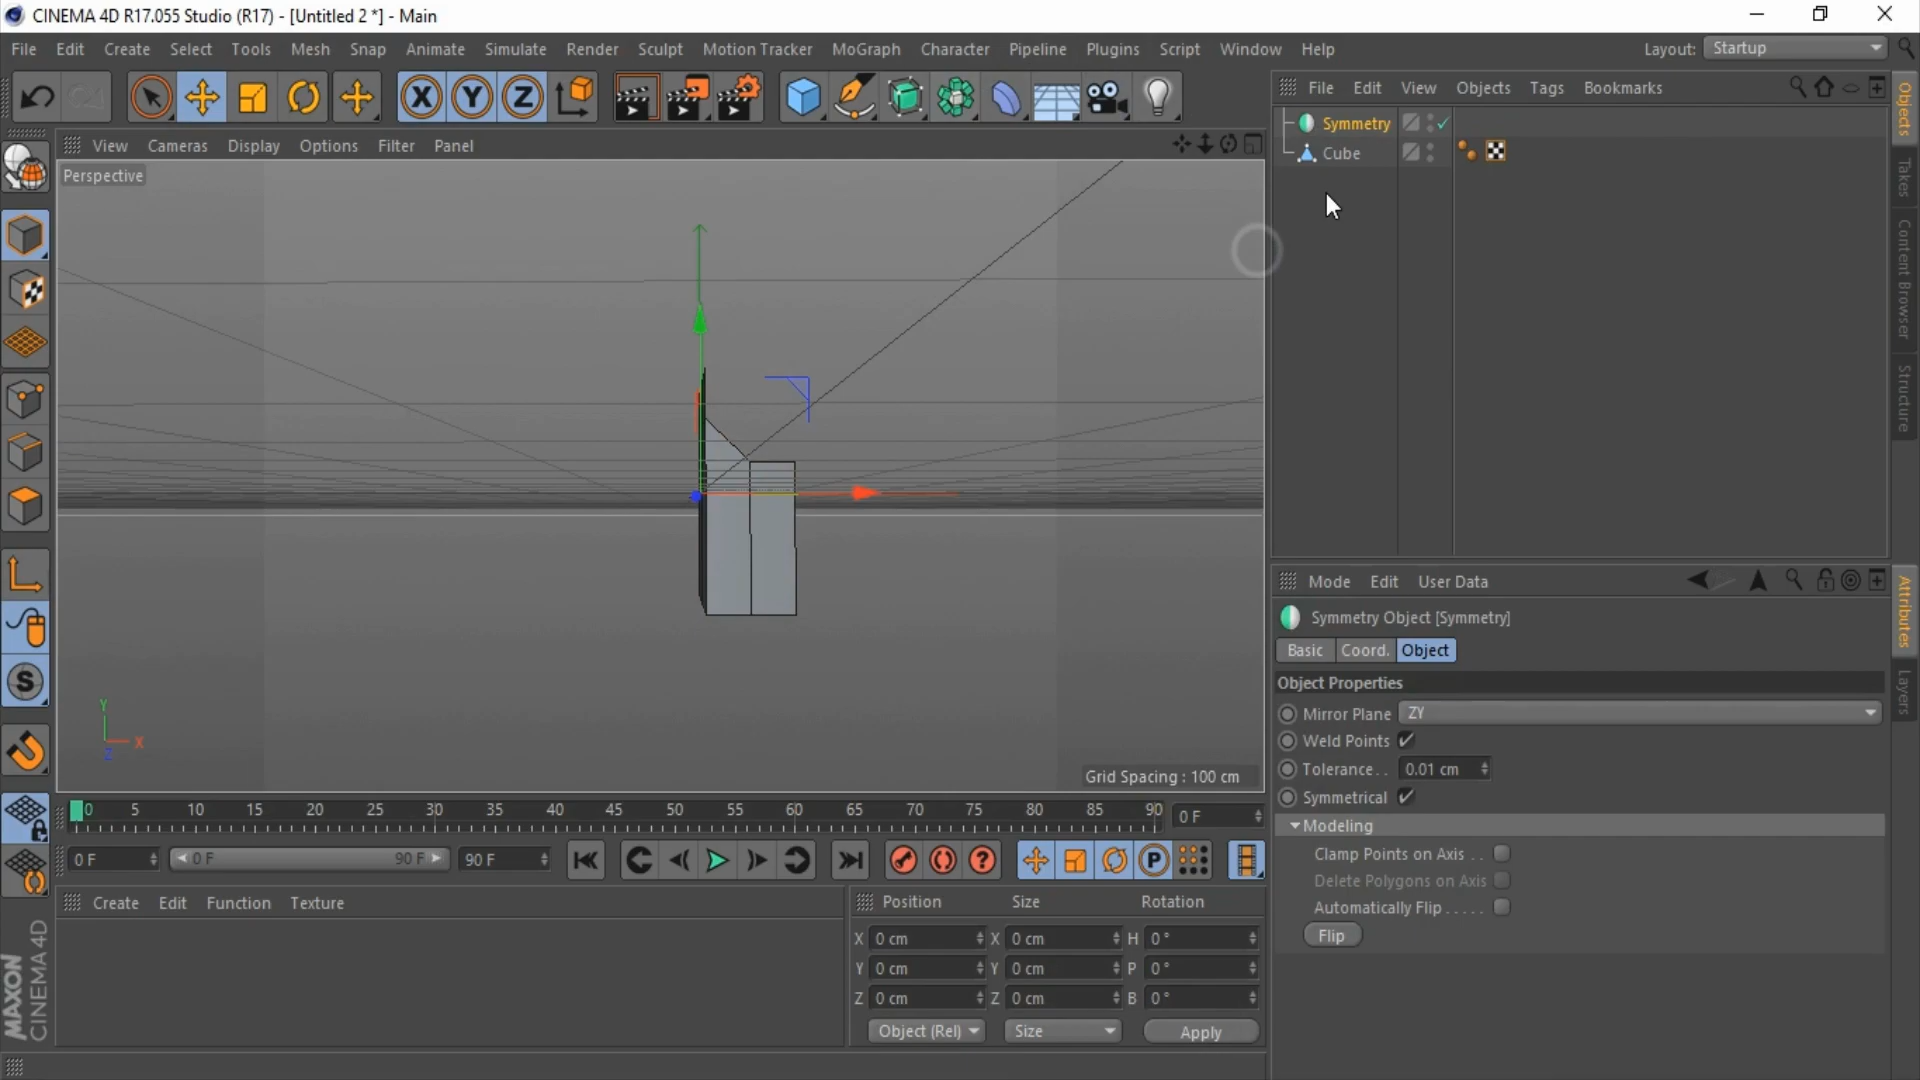 CINEMA 4D R17.055 Studio (R17) - [Untitled 2 *] - Main
File Edit Create Select Tools Mesh Snap Animate Simulate Render Sculpt Motion Tracker MoGraph Character Pipeline Plugins Script Window Help Layout: Startup
X Y Z
File Edit View Objects Tags Bookmarks
Symmetry
Cube
View Cameras Display Options Filter Panel
Perspective
Grid Spacing : 100 cm
Y
X
Z
S
Objects
Takes
Content Browser
Structure
Mode Edit User Data
Symmetry Object [Symmetry]
Basic Coord. Object
Object Properties
Mirror Plane ZY
Weld Points
Tolerance . . 0.01 cm
Symmetrical
Modeling
Clamp Points on Axis . .
Delete Polygons on Axis
Automatically Flip . . . . .
Flip
Attributes
Layers
0 5 10 15 20 25 30 35 40 45 50 55 60 65 70 75 80 85 90 0 F
0 F 0 F 90 F 90 F ? P
Create Edit Function Texture
Position Size Rotation
X 0 cm X 0 cm H 0 °
Y 0 cm Y 0 cm P 0 °
Z 0 cm Z 0 cm B 0 °
Object (Rel) Size Apply
MAXON
CINEMA 4D